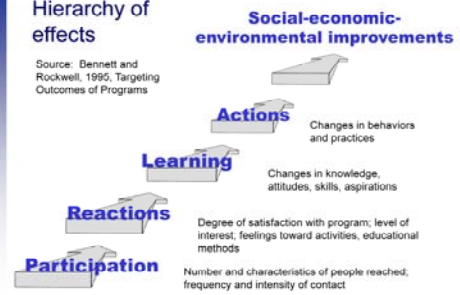 Hierarchy of
effects
Social-economic-
environmental improvements
Source: Bennett and
Rockwell, 1995, Targeting
Outcomes of Programs
Actions
Changes in behaviors
and practices
Learning
Changes in knowledge,
attitudes, skills, aspirations
Reactions
Degree of satisfaction with program; level of
interest; feelings toward activities, educational
methods
Participation
Number and characteristics of people reached;
frequency and intensity of contact